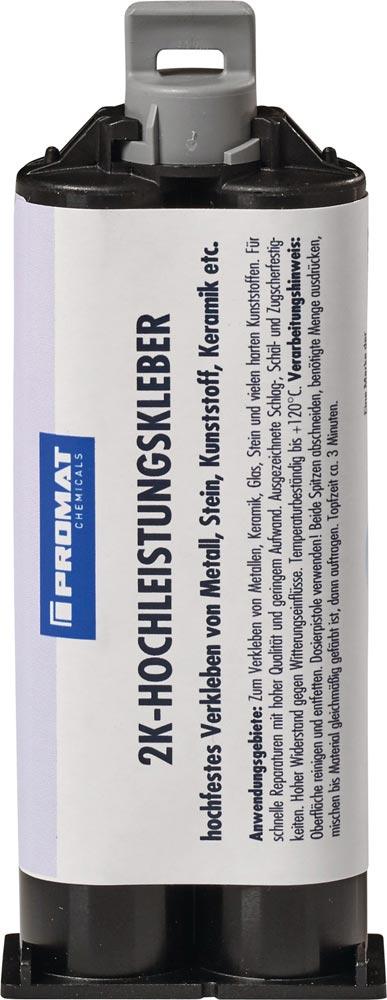 PROMAT
CHEMICALS
2K-HOCHLEISTUNGSKLEBER
hochfestes Verkleben von Metall, Stein, Kunststoff, Keramik etc.
Anwendungsgebiete: Zum Verkleben von Metallen, Keramik, Glas, Stein und vielen harten Kunststoffen. Für
schnelle Reparaturen mit hoher Qualität und geringem Aufwand. Ausgezeichnete Schlag-, Schäl- und Zugscherfestig-
keiten. Hoher Widerstand gegen Witterungseinflüsse. Temperaturbeständig bis +120°C. Verarbeitungshinweis:
Oberfläche reinigen und entfetten. Dosierpistole verwenden! Beide Spitzen abschneiden, benötigte Menge ausdrücken,
mischen bis Material gleichmäßig gefärbt ist, dann auftragen. Topfzeit ca. 3 Minuten.
Eine Marke der